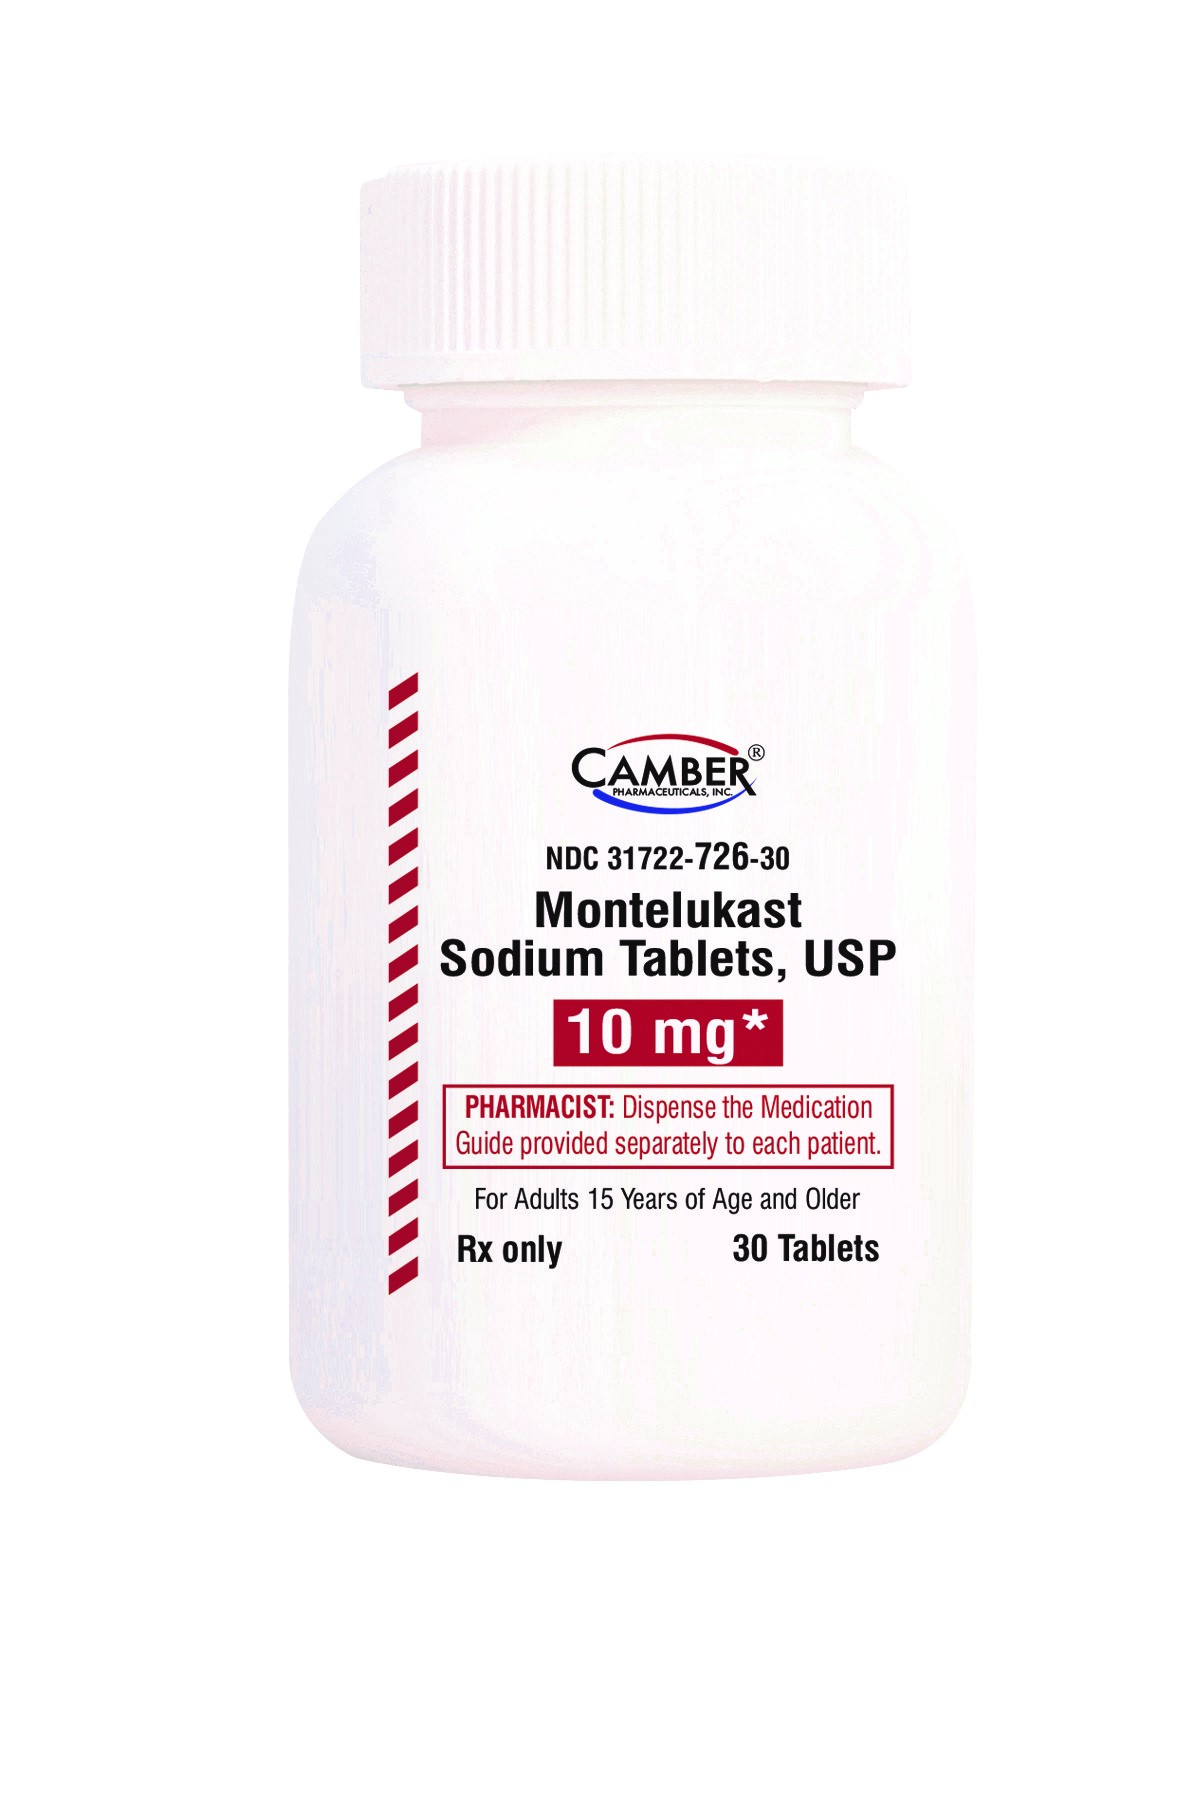 CAMBER®
PHARMACEUTICALS, INC.
NDC 31722-726-30
Montelukast
Sodium Tablets, USP
10 mg*
PHARMACIST: Dispense the Medication
Guide provided separately to each patient.
For Adults 15 Years of Age and Older
Rx only 30 Tablets